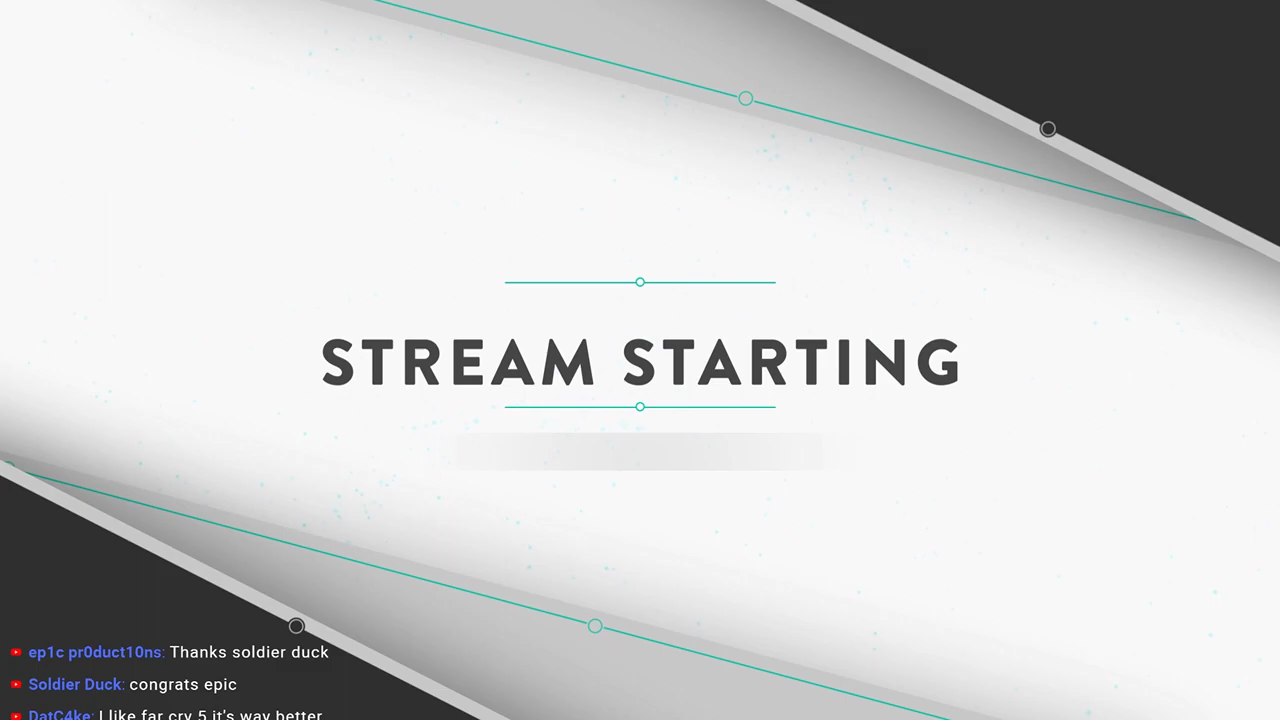 STREAM STARTING
ep1c pr0duct10ns: Thanks soldier duck
Soldier Duck: congrats epic
DatC4ke: I like far cry 5 it's way better